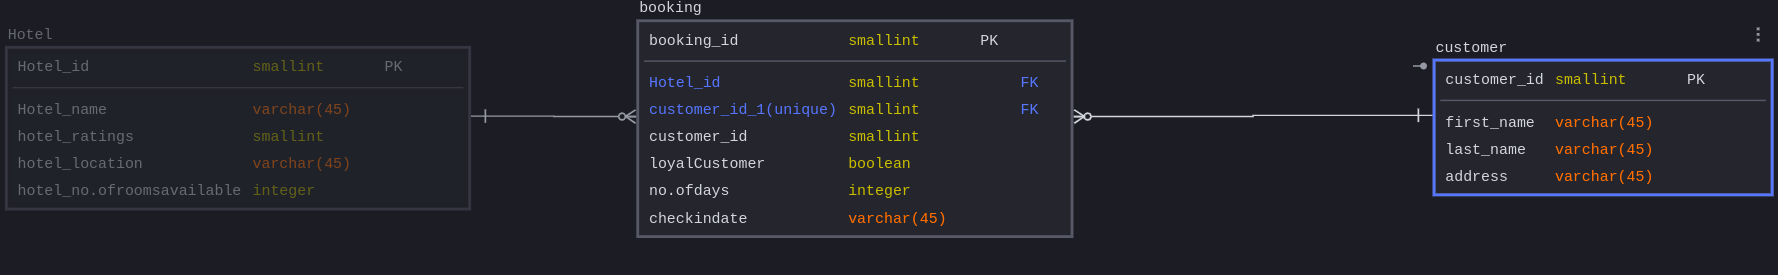 Hotel
Hotel_id smallint PK
Hotel_name varchar(45)
hotel_ratings smallint
hotel_location varchar(45)
hotel_no.ofroomsavailable integer
booking
booking_id smallint PK
Hotel_id smallint FK
customer_id_1(unique) smallint FK
customer_id smallint
loyalCustomer boolean
no.ofdays integer
checkindate varchar(45)
customer
customer_id smallint PK
first_name varchar(45)
last_name varchar(45)
address varchar(45)